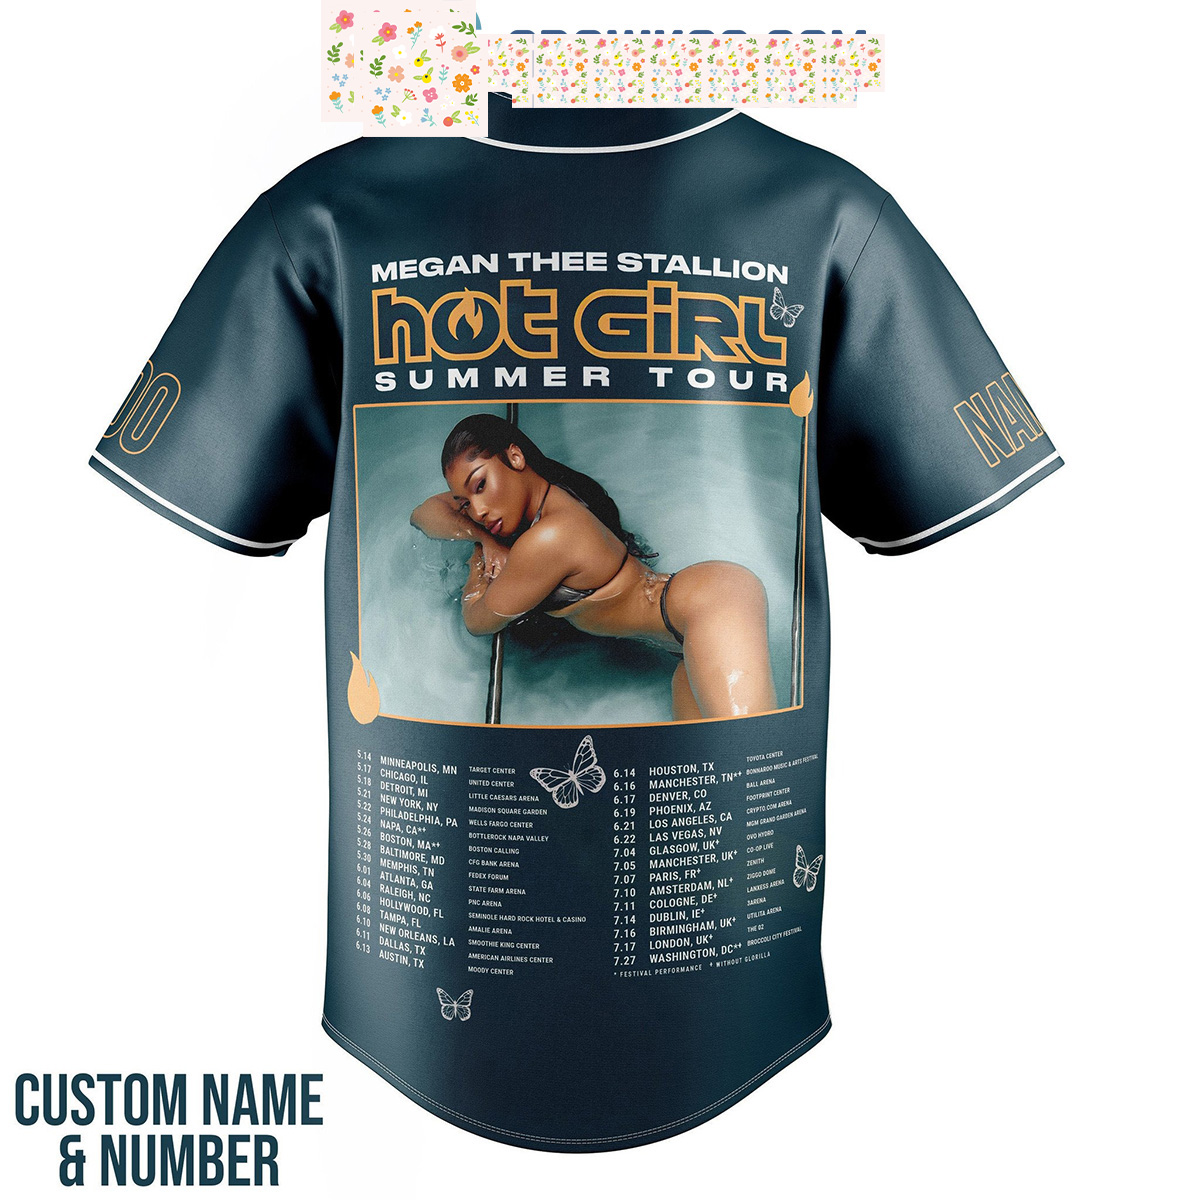 MEGAN THEE STALLION
hot GiRL
SUMMER TOUR
00
NAM
5.14 MINNEAPOLIS, MN TARGET CENTER
5.17 CHICAGO, IL UNITED CENTER
5.18 DETROIT, MI LITTLE CAESARS ARENA
5.21 NEW YORK, NY MADISON SQUARE GARDEN
5.22 PHILADELPHIA, PA WELLS FARGO CENTER
5.24 NAPA, CA*+ BOTTLEROCK NAPA VALLEY
5.26 BOSTON, MA*+ BOSTON CALLING
5.28 BALTIMORE, MD CFG BANK ARENA
5.30 MEMPHIS, TN FEDEX FORUM
6.01 ATLANTA, GA STATE FARM ARENA
6.04 RALEIGH, NC PNC ARENA
6.06 HOLLYWOOD, FL SEMINOLE HARD ROCK HOTEL & CASINO
6.08 TAMPA, FL AMALIE ARENA
6.10 NEW ORLEANS, LA SMOOTHIE KING CENTER
6.11 DALLAS, TX AMERICAN AIRLINES CENTER
6.13 AUSTIN, TX MOODY CENTER
6.14 HOUSTON, TX TOYOTA CENTER
6.16 MANCHESTER, TN*+ BONNAROO MUSIC & ARTS FESTIVAL
6.17 DENVER, CO BALL ARENA
6.19 PHOENIX, AZ FOOTPRINT CENTER
6.21 LOS ANGELES, CA CRYPTO.COM ARENA
6.22 LAS VEGAS, NV MGM GRAND GARDEN ARENA
7.04 GLASGOW, UK+ OVO HYDRO
7.05 MANCHESTER, UK+ CO-OP LIVE
7.07 PARIS, FR+ ZENITH
7.10 AMSTERDAM, NL+ ZIGGO DOME
7.11 COLOGNE, DE+ LANXESS ARENA
7.14 DUBLIN, IE+ 3ARENA
7.16 BIRMINGHAM, UK+ UTILITA ARENA
7.17 LONDON, UK+ THE O2
7.27 WASHINGTON, DC*+ BROCCOLI CITY FESTIVAL
* FESTIVAL PERFORMANCE + WITHOUT GLORILLA
CUSTOM NAME
& NUMBER